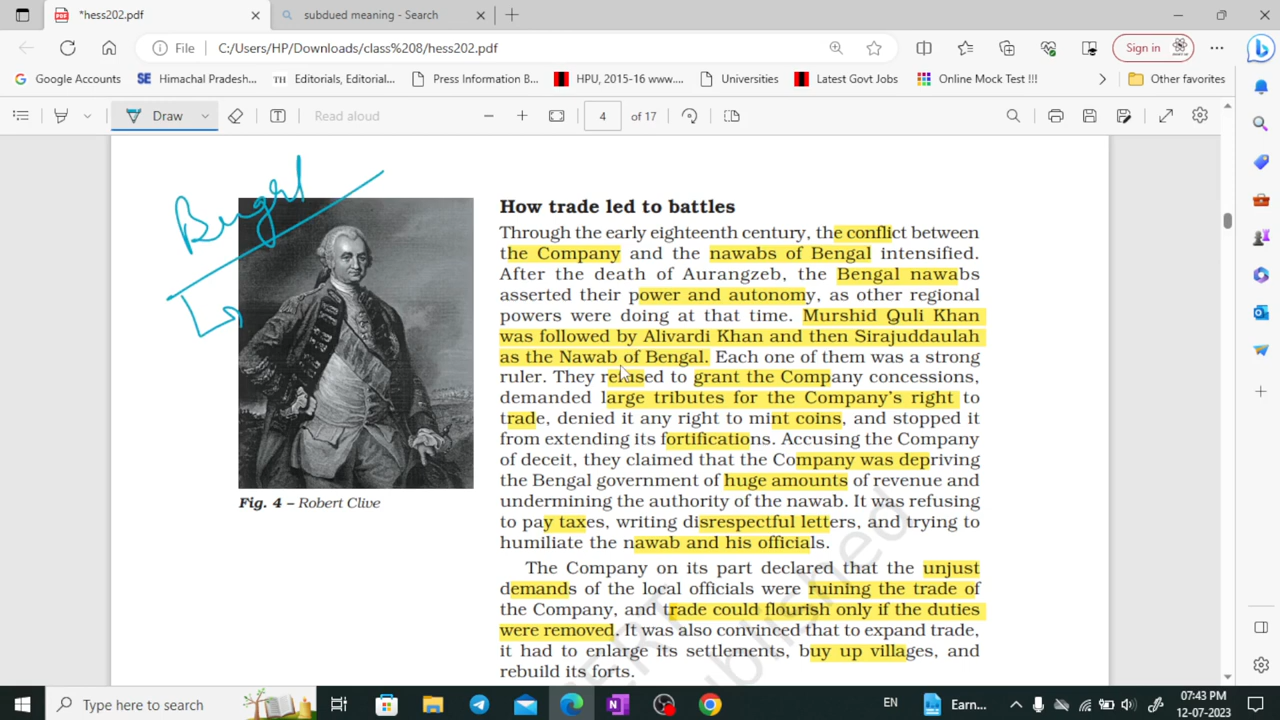 *hess202.pdf
subdued meaning - Search
File
C:/Users/HP/Downloads/class%208/hess202.pdf
Sign in
Google Accounts
SE Himachal Pradesh...
TH Editorials, Editorial...
Press Information B...
HPU, 2015-16 www....
Universities
Latest Govt Jobs
Online Mock Test !!!
Other favorites
Draw
Read aloud
4 of 17
Fig. 4 – Robert Clive
How trade led to battles
Through the early eighteenth century, the conflict between
the Company and the nawabs of Bengal intensified.
After the death of Aurangzeb, the Bengal nawabs
asserted their power and autonomy, as other regional
powers were doing at that time. Murshid Quli Khan
was followed by Alivardi Khan and then Sirajuddaulah
as the Nawab of Bengal. Each one of them was a strong
ruler. They refused to grant the Company concessions,
demanded large tributes for the Company's right to
trade, denied it any right to mint coins, and stopped it
from extending its fortifications. Accusing the Company
of deceit, they claimed that the Company was depriving
the Bengal government of huge amounts of revenue and
undermining the authority of the nawab. It was refusing
to pay taxes, writing disrespectful letters, and trying to
humiliate the nawab and his officials.
The Company on its part declared that the unjust
demands of the local officials were ruining the trade of
the Company, and trade could flourish only if the duties
were removed. It was also convinced that to expand trade,
it had to enlarge its settlements, buy up villages, and
rebuild its forts.
Type here to search
EN
Earn...
07:43 PM
12-07-2023